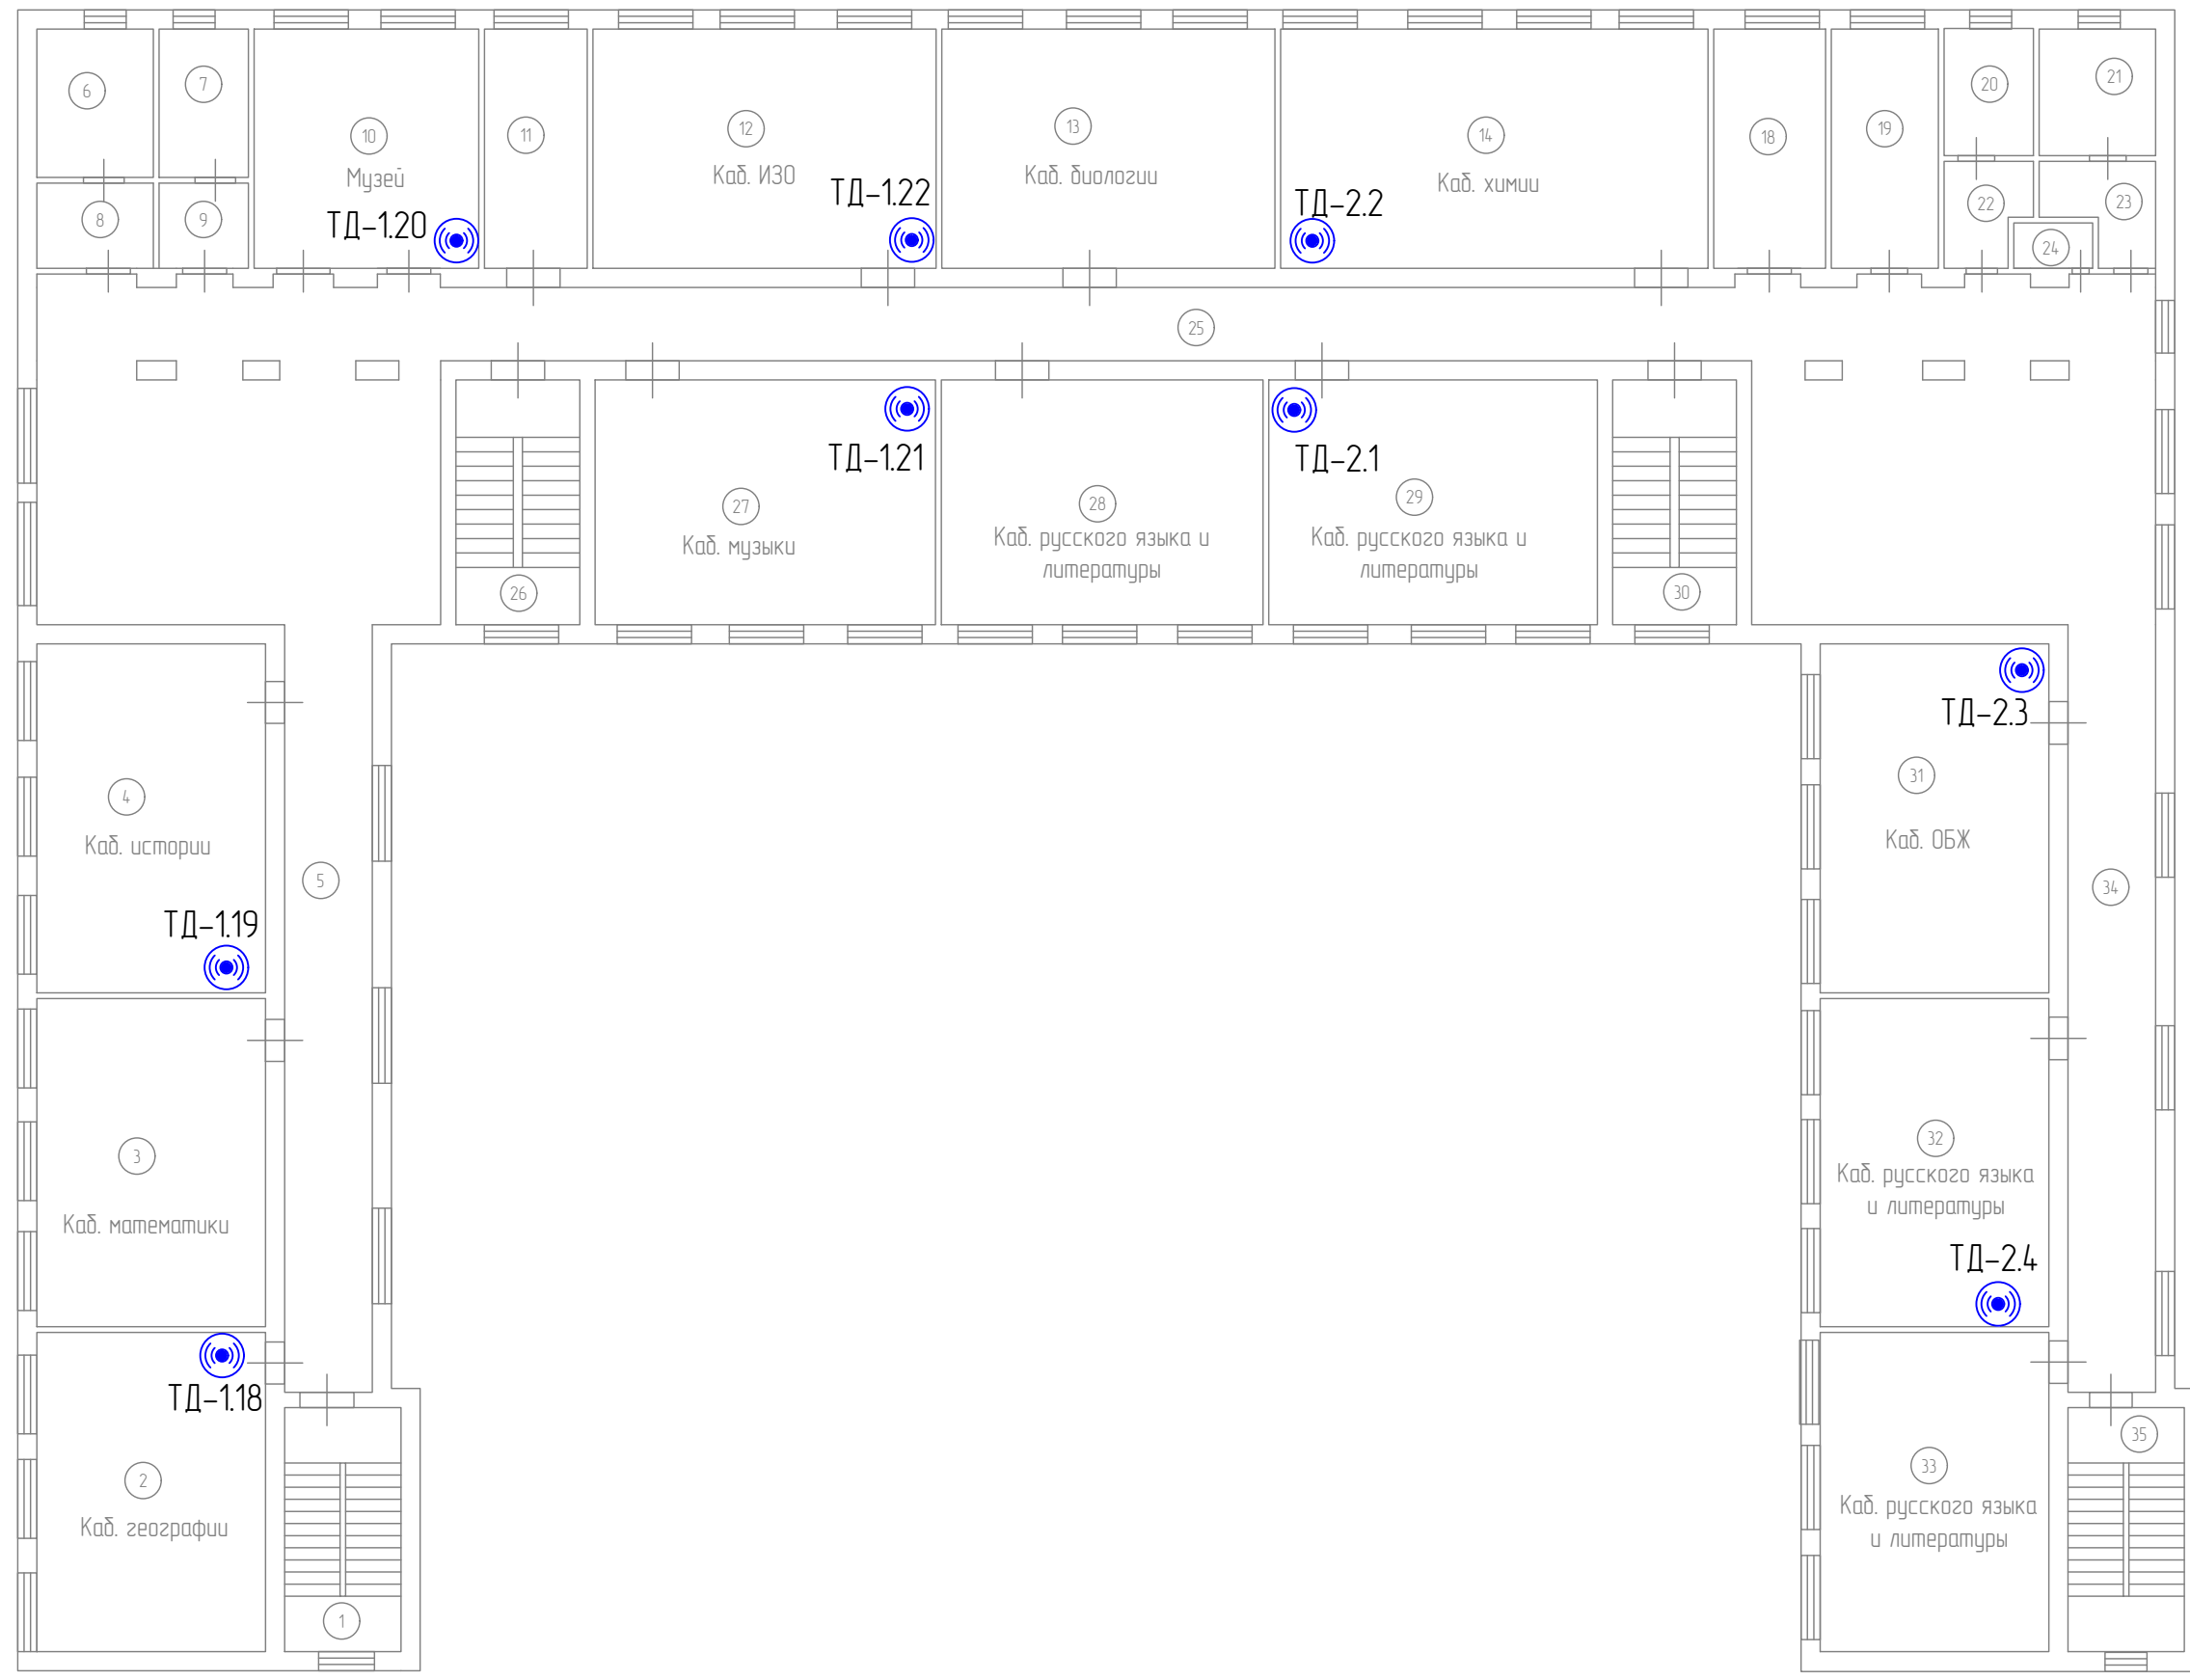 6
7
10
Музей
ТД-1.20
11
12
Каб. ИЗО
ТД-1.22
13
Каб. биологии
14
Каб. химии
ТД-2.2
18
19
20
21
8
9
22
23
24
25
26
27
Каб. музыки
ТД-1.21
28
Каб. русского языка и
литературы
ТД-2.1
29
Каб. русского языка и
литературы
30
4
Каб. истории
ТД-1.19
5
ТД-2.3
31
Каб. ОБЖ
34
3
Каб. математики
32
Каб. русского языка
и литературы
ТД-2.4
ТД-1.18
2
Каб. географии
1
33
Каб. русского языка
и литературы
35